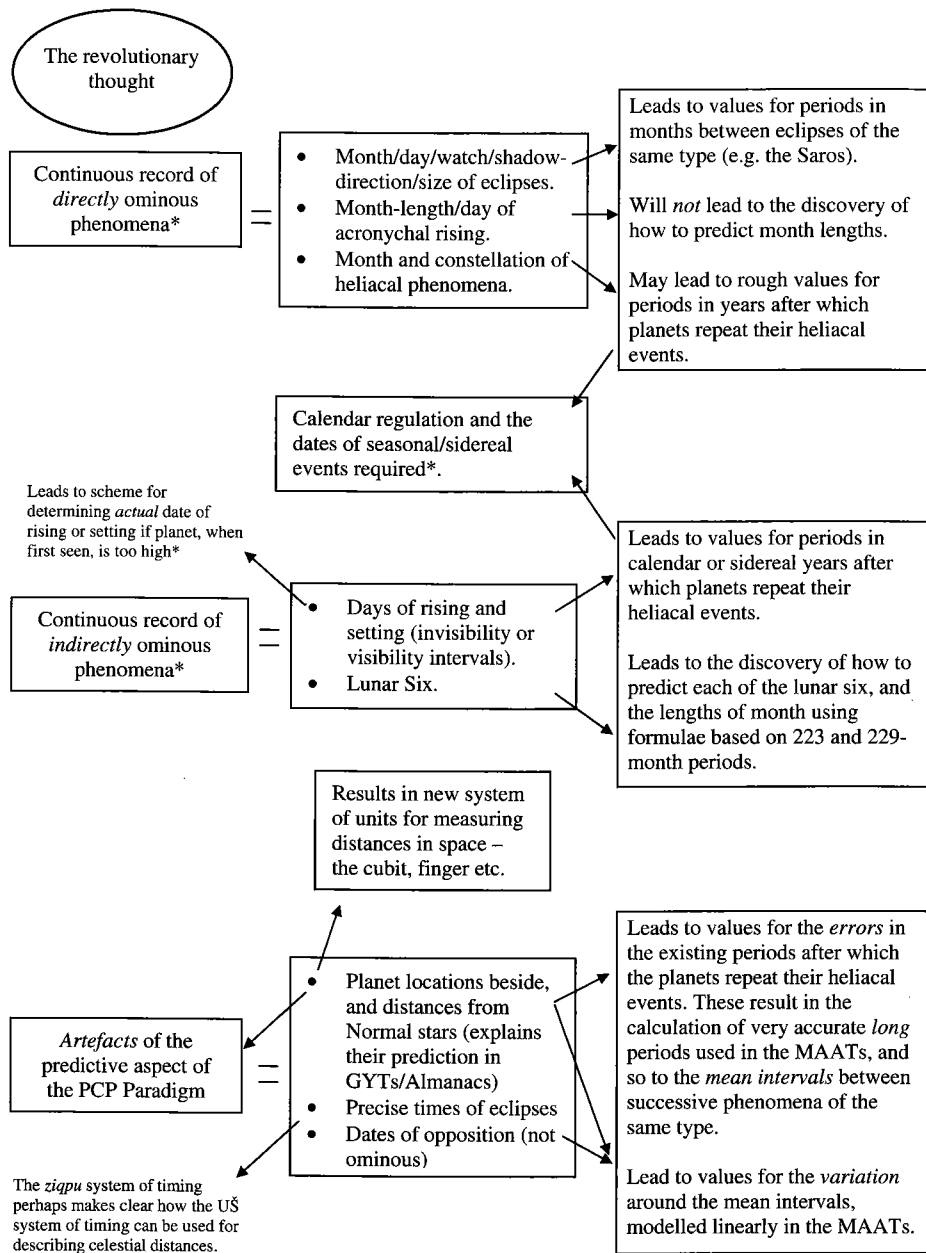 The revolutionary
thought
Continuous record of
directly ominous
phenomena*
=
• Month/day/watch/shadow-
direction/size of eclipses.
• Month-length/day of
acronychal rising.
• Month and constellation of
heliacal phenomena.
Leads to values for periods in
months between eclipses of the
same type (e.g. the Saros).
Will not lead to the discovery of
how to predict month lengths.
May lead to rough values for
periods in years after which
planets repeat their heliacal
events.
Calendar regulation and the
dates of seasonal/sidereal
events required*.
Leads to scheme for
determining actual date of
rising or setting if planet, when
first seen, is too high*
Continuous record of
indirectly ominous
phenomena*
=
• Days of rising and
setting (invisibility or
visibility intervals).
• Lunar Six.
Leads to values for periods in
calendar or sidereal years after
which planets repeat their
heliacal events.
Leads to the discovery of how to
predict each of the lunar six, and
the lengths of month using
formulae based on 223 and 229-
month periods.
Results in new system
of units for measuring
distances in space –
the cubit, finger etc.
Artefacts of the
predictive aspect of
the PCP Paradigm
=
• Planet locations beside,
and distances from
Normal stars (explains
their prediction in
GYTs/Almanacs)
• Precise times of eclipses
• Dates of opposition (not
ominous)
Leads to values for the errors in
the existing periods after which
the planets repeat their heliacal
events. These result in the
calculation of very accurate long
periods used in the MAATs, and
so to the mean intervals between
successive phenomena of the
same type.
Lead to values for the variation
around the mean intervals,
modelled linearly in the MAATs.
The ziqpu system of timing
perhaps makes clear how the UŠ
system of timing can be used for
describing celestial distances.